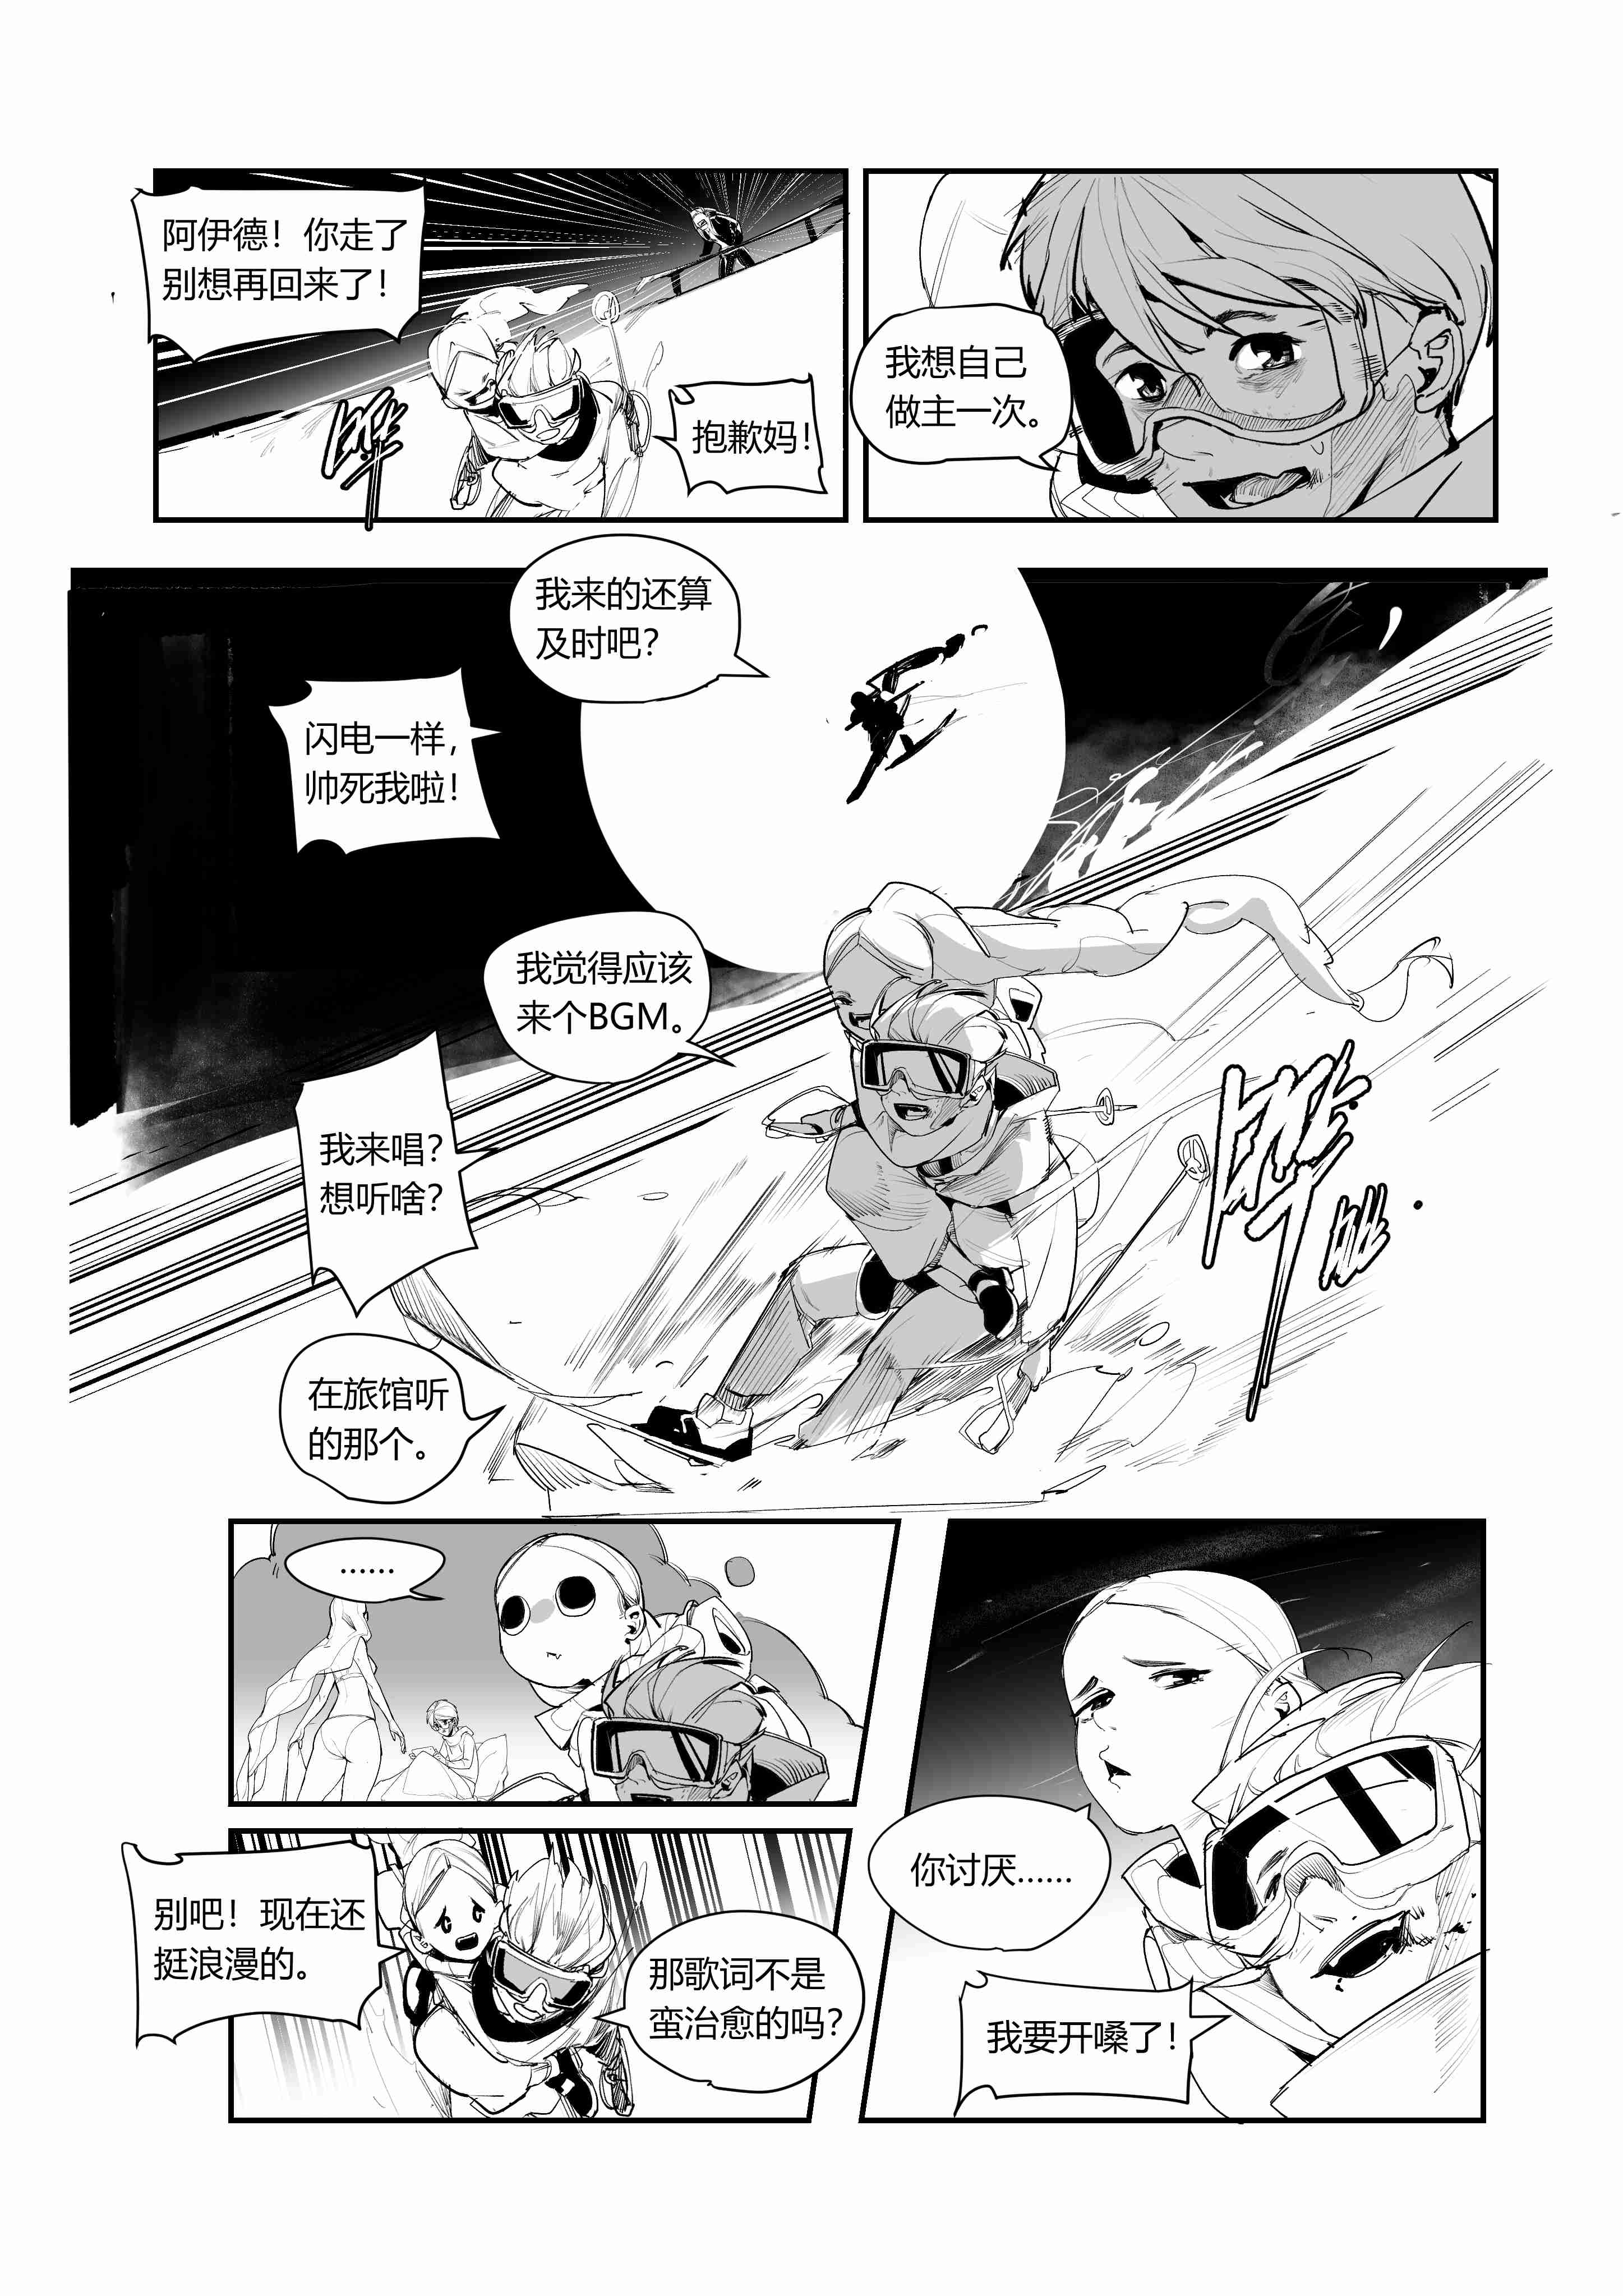 阿伊德！你走了
别想再回来了！
抱歉妈！
哗
我想自己
做主一次。
我来的还算
及时吧？
闪电一样，
帅死我啦！
我觉得应该
来个BGM。
我来唱？
想听啥？
哗
在旅馆听
的那个。
……
别吧！现在还
挺浪漫的。
那歌词不是
蛮治愈的吗？
你讨厌……
我要开嗓了！